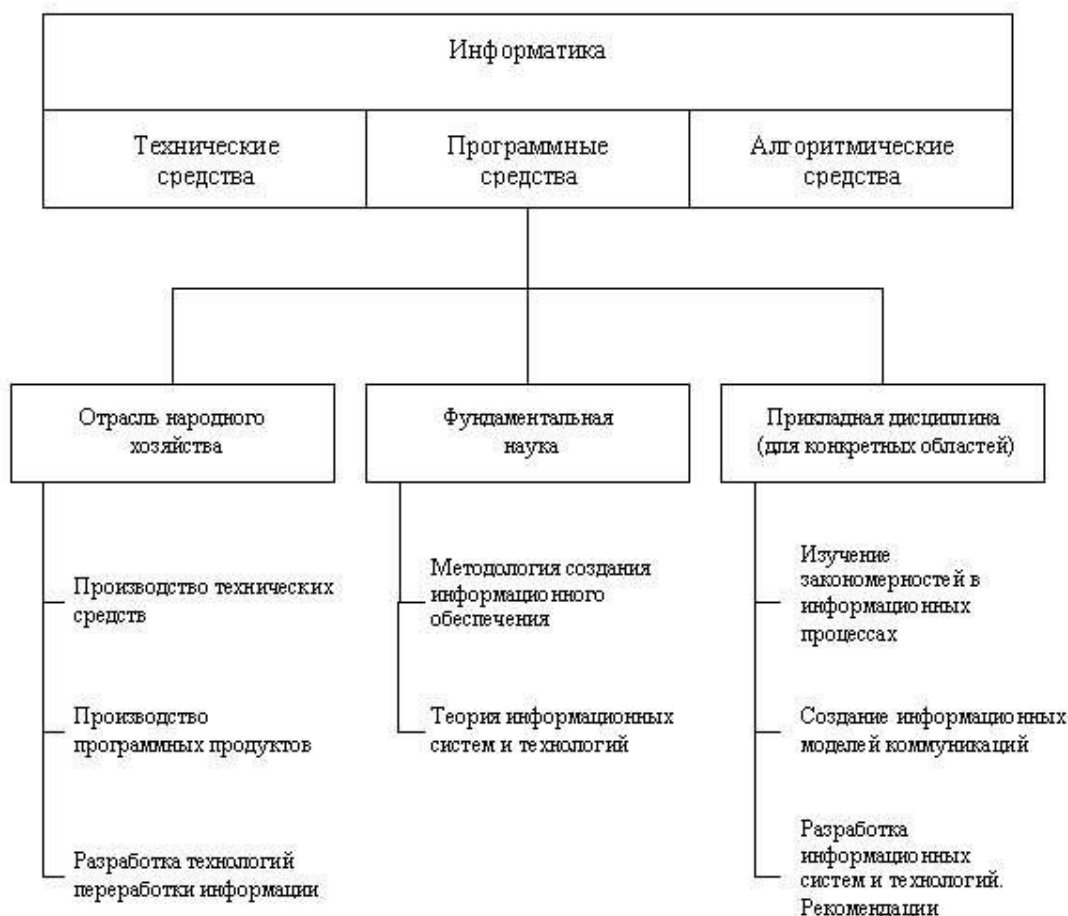 Информатика
Технические
средства
Программные
средства
Алгоритмические
средства
Отрасль народного
хозяйства
Фундаментальная
наука
Прикладная дисциплина
(для конкретных областей)
Производство технических
средств
Производство
программных продуктов
Разработка технологий
переработки информации
Методология создания
информационного
обеспечения
Теория информационных
систем и технологий
Изучение
закономерностей в
информационных
процессах
Создание информационных
моделей коммуникаций
Разработка
информационных
систем и технологий.
Рекомендации